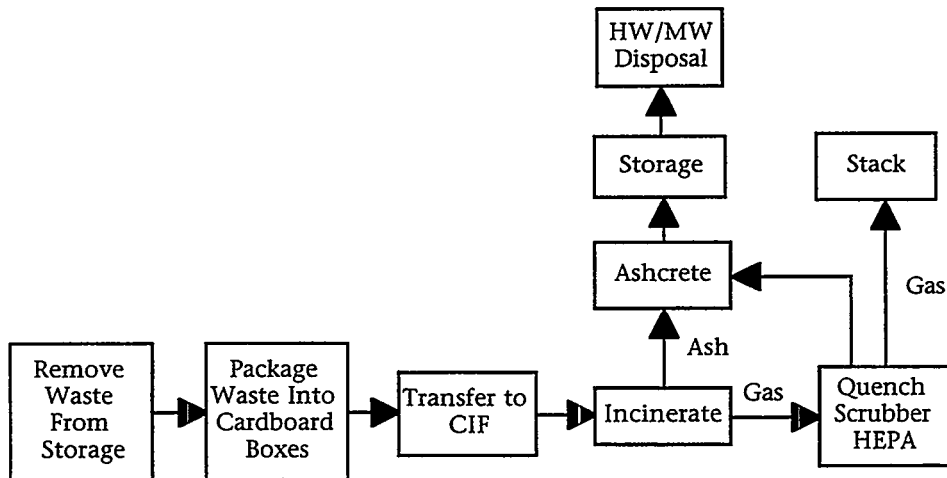 HW/MW
Disposal
Storage
Stack
Ashcrete
Gas
Ash
Remove
Waste
From
Storage
Package
Waste Into
Cardboard
Boxes
Transfer to
CIF
Incinerate
Gas
Quench
Scrubber
HEPA